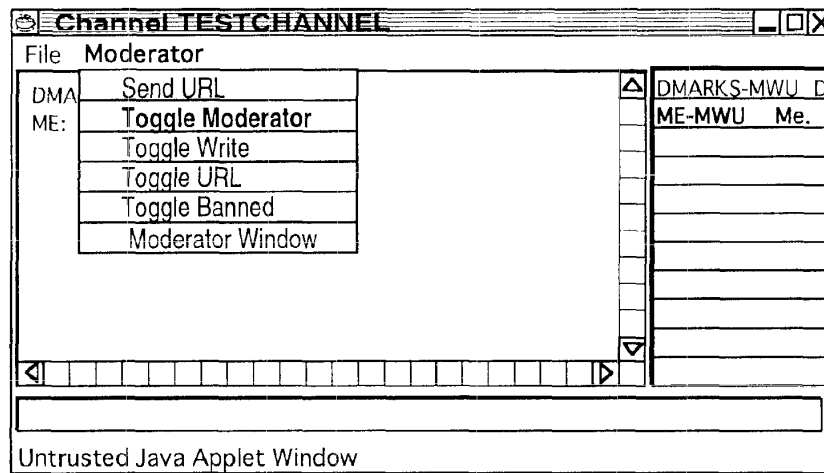 Channel TESTCHANNEL
File Moderator
DMA
ME:
Send URL
Toggle Moderator
Toggle Write
Toggle URL
Toggle Banned
Moderator Window
DMARKS-MWU D
ME-MWU Me.
Untrusted Java Applet Window